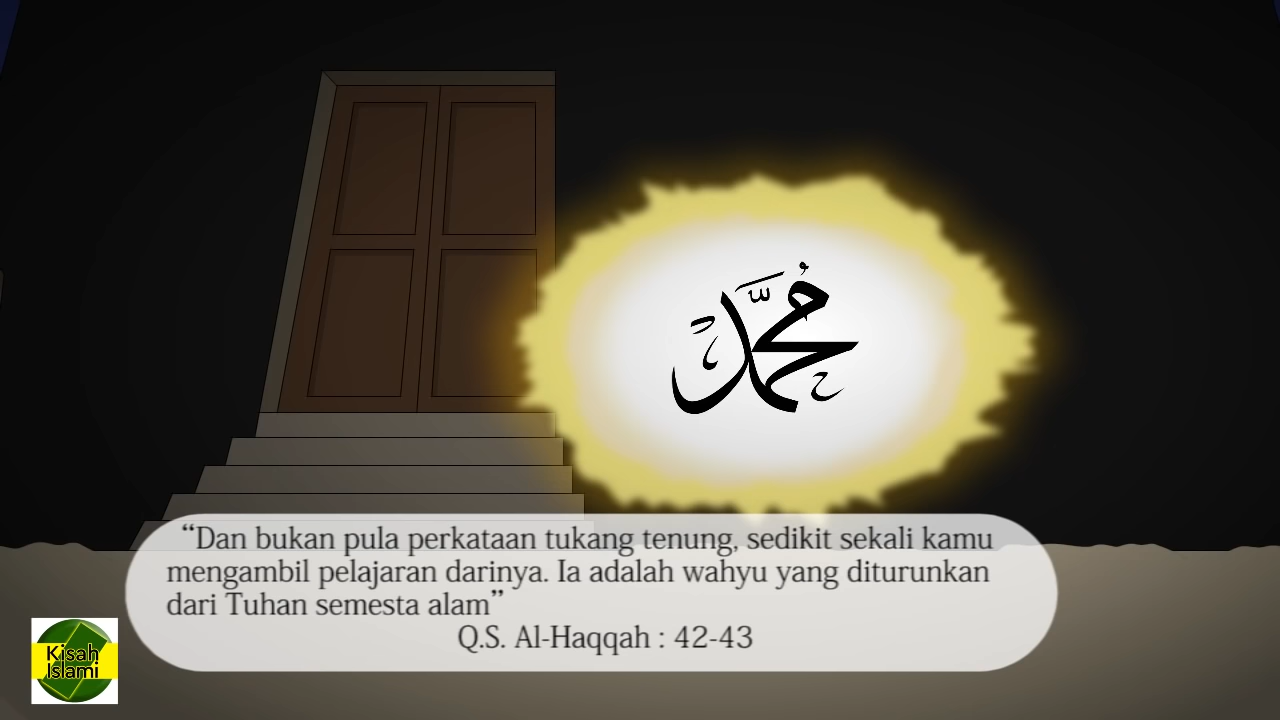 مُحَمَّدٌ
“Dan bukan pula perkataan tukang tenung, sedikit sekali kamu
mengambil pelajaran darinya. Ia adalah wahyu yang diturunkan
dari Tuhan semesta alam”
Q.S. Al-Haqqah : 42-43
Kisah
Islami